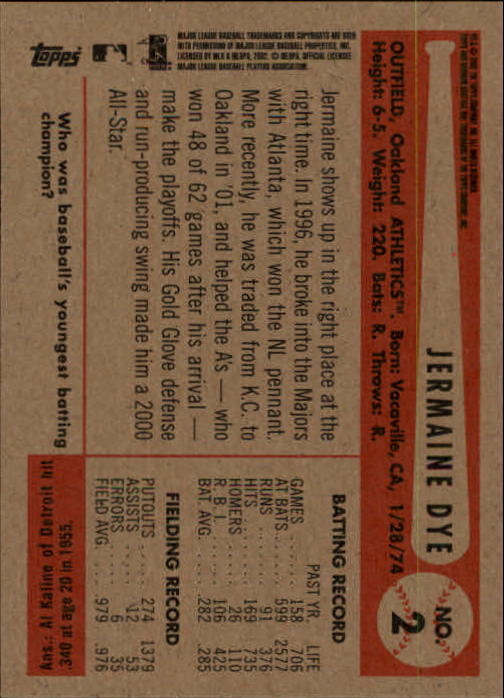 JERMAINE DYE
NO.
2
OUTFIELD, Oakland ATHLETICS™. Born: Vacaville, CA, 1/28/74
Height: 6-5. Weight: 220. Bats: R. Throws: R.
Jermaine shows up in the right place at the
right time. In 1996, he broke into the Majors
with Atlanta, which won the NL pennant.
More recently, he was traded from K.C. to
Oakland in '01, and helped the A's — who
won 48 of 62 games after his arrival —
make the playoffs. His Gold Glove defense
and run-producing swing made him a 2000
All-Star.
BATTING RECORD
PAST YR. LIFE
GAMES 158 706
AT BATS 599 2577
RUNS 91 376
HITS 169 735
HOMERS 26 110
R.B.I. 106 425
BAT. AVG. .282 .285
FIELDING RECORD
PUTOUTS 274 1379
ASSISTS 12 53
ERRORS 6 35
FIELD AVG. .979 .976
Who was baseball's youngest batting
champion?
Ans.: Al Kaline of Detroit hit
.340 at age 20 in 1955.
topps
MAJOR LEAGUE BASEBALL TRADEMARKS AND COPYRIGHTS ARE USED
WITH PERMISSION OF MAJOR LEAGUE BASEBALL PROPERTIES, INC.
LICENSED BY MLB & MLBPA, 2002. © MLBPA. OFFICIAL LICENSEE
MAJOR LEAGUE BASEBALL PLAYERS ASSOCIATION.